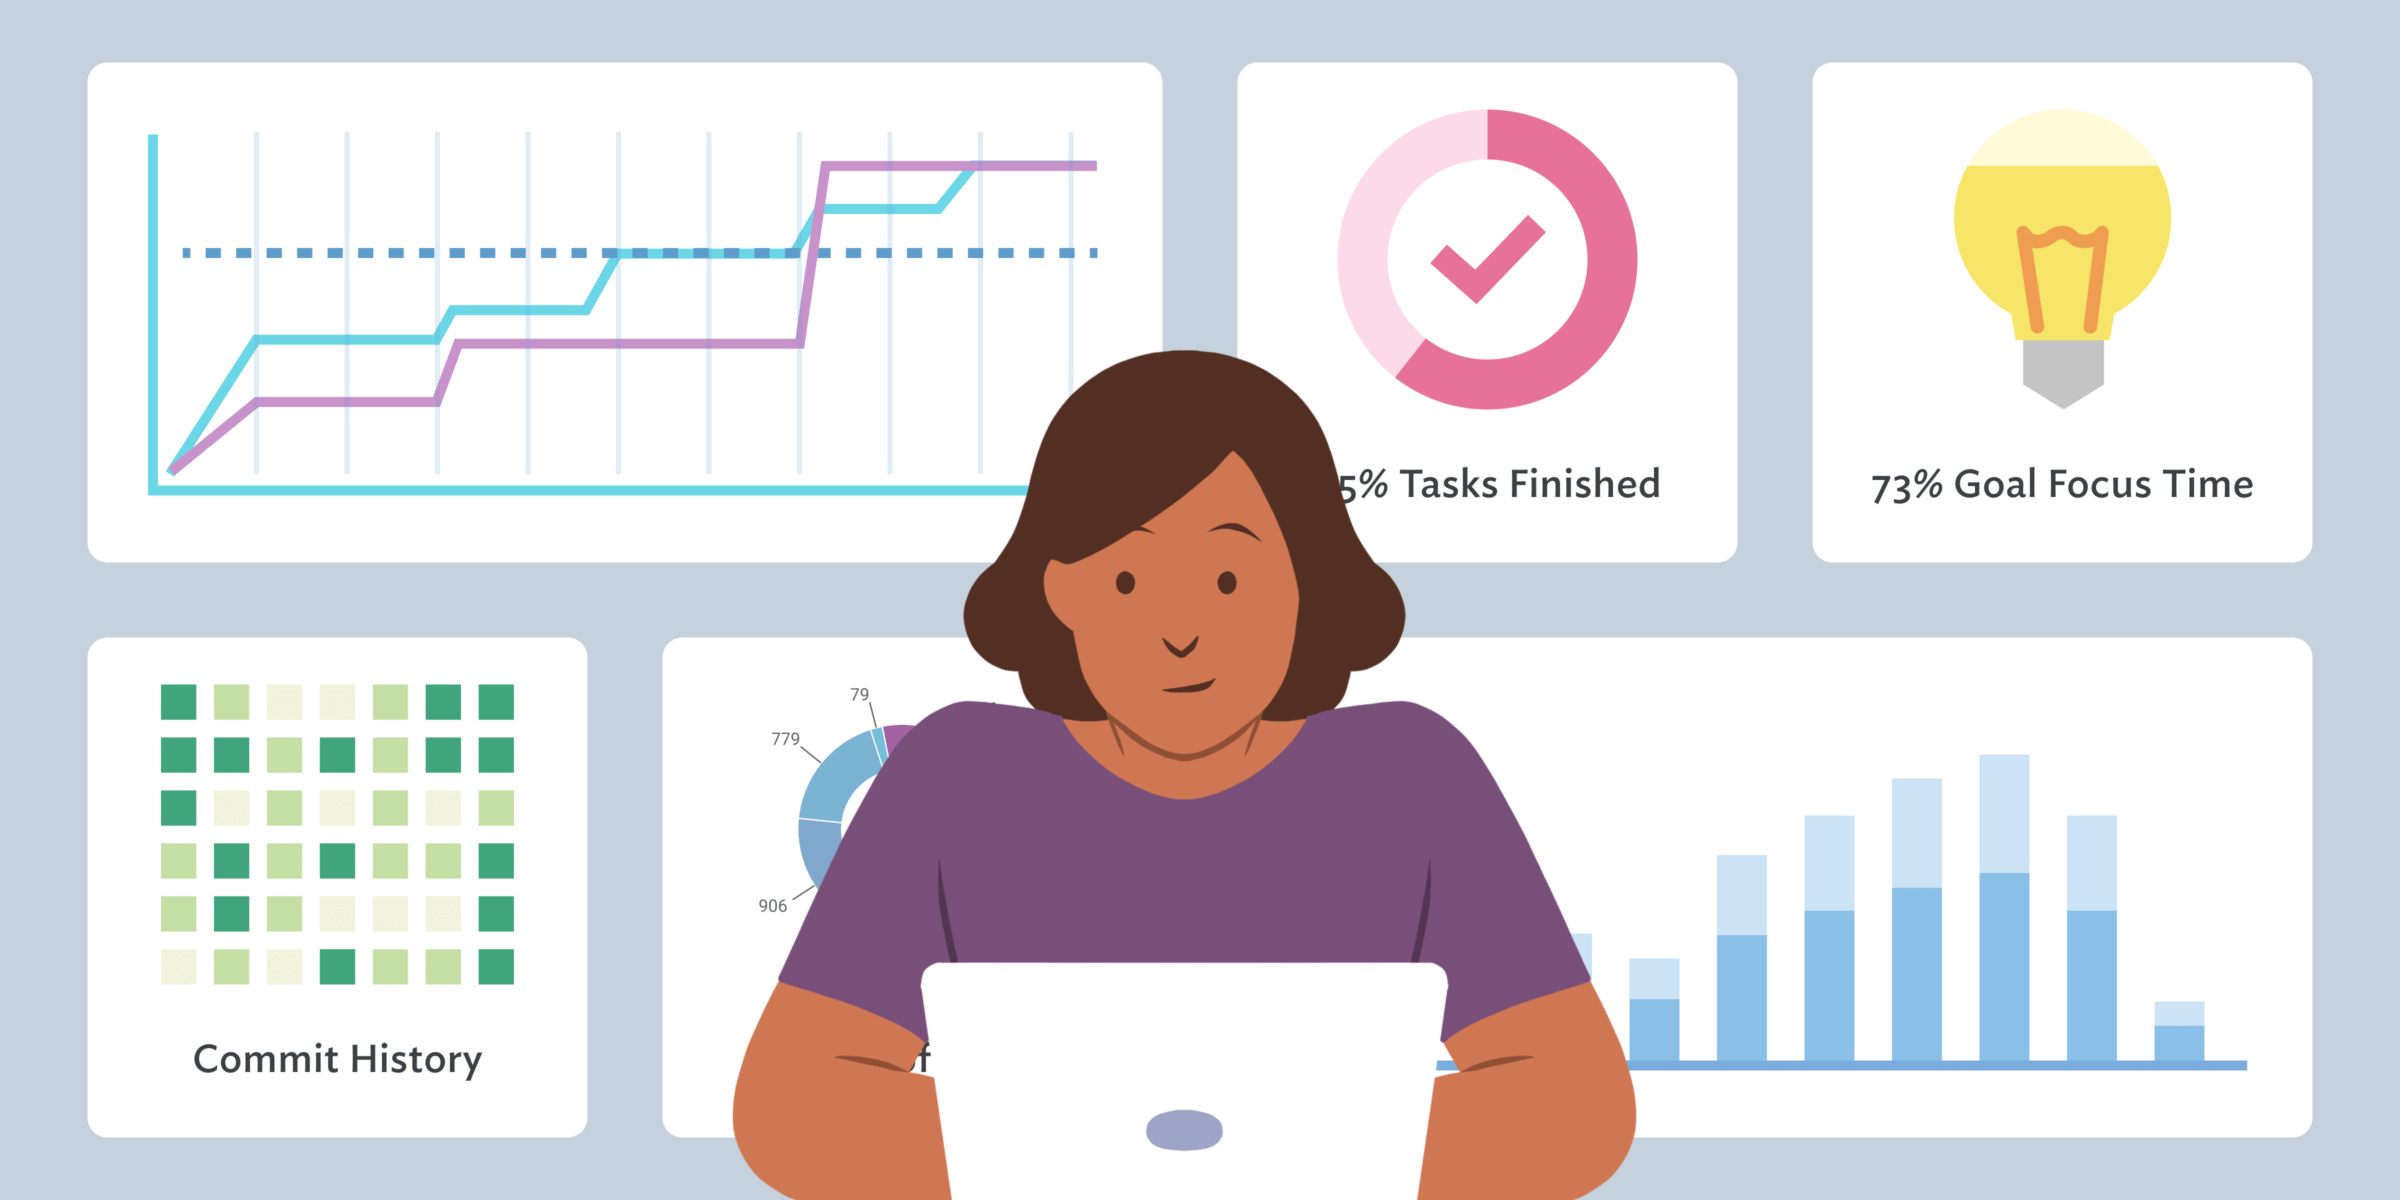 5% Tasks Finished
73% Goal Focus Time
79
779
906
Commit History